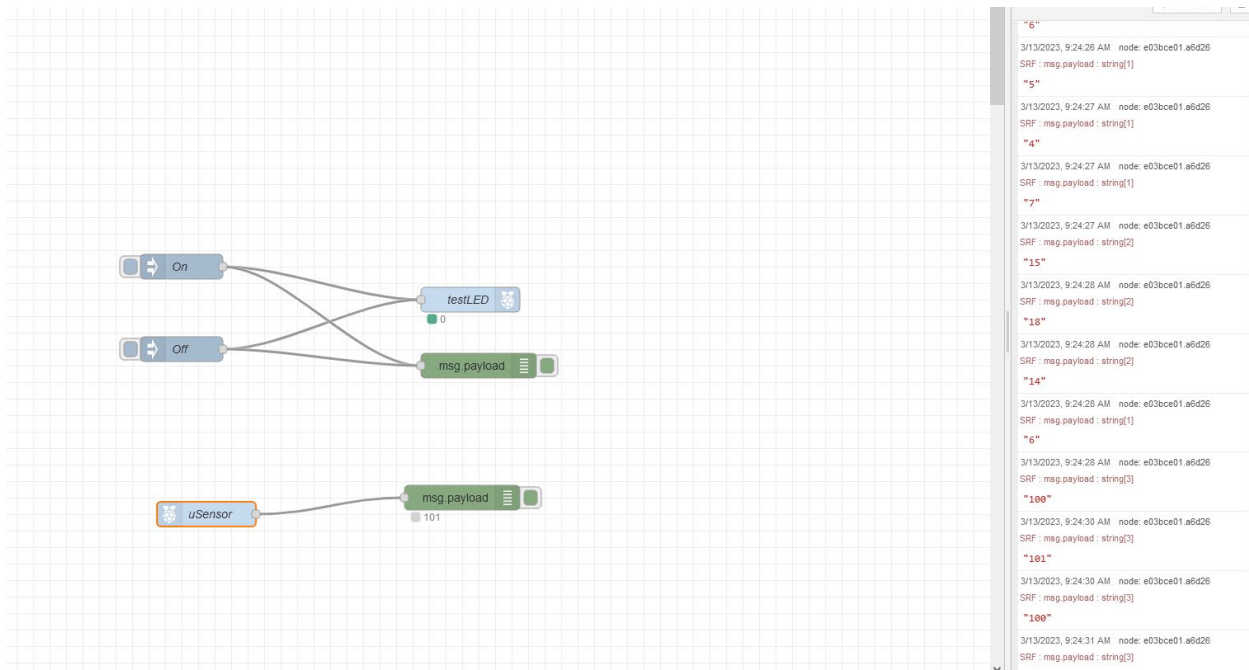 On
testLED
0
Off
msg.payload
uSensor
msg.payload
101
"6"
3/13/2023, 9:24:26 AM node: e03bce01.a6d26
SRF : msg.payload : string[1]
"5"
3/13/2023, 9:24:27 AM node: e03bce01.a6d26
SRF : msg.payload : string[1]
"4"
3/13/2023, 9:24:27 AM node: e03bce01.a6d26
SRF : msg.payload : string[1]
"7"
3/13/2023, 9:24:27 AM node: e03bce01.a6d26
SRF : msg.payload : string[2]
"15"
3/13/2023, 9:24:28 AM node: e03bce01.a6d26
SRF : msg.payload : string[2]
"18"
3/13/2023, 9:24:28 AM node: e03bce01.a6d26
SRF : msg.payload : string[2]
"14"
3/13/2023, 9:24:28 AM node: e03bce01.a6d26
SRF : msg.payload : string[1]
"6"
3/13/2023, 9:24:28 AM node: e03bce01.a6d26
SRF : msg.payload : string[3]
"100"
3/13/2023, 9:24:30 AM node: e03bce01.a6d26
SRF : msg.payload : string[3]
"101"
3/13/2023, 9:24:30 AM node: e03bce01.a6d26
SRF : msg.payload : string[3]
"100"
3/13/2023, 9:24:31 AM node: e03bce01.a6d26
SRF : msg.payload : string[3]